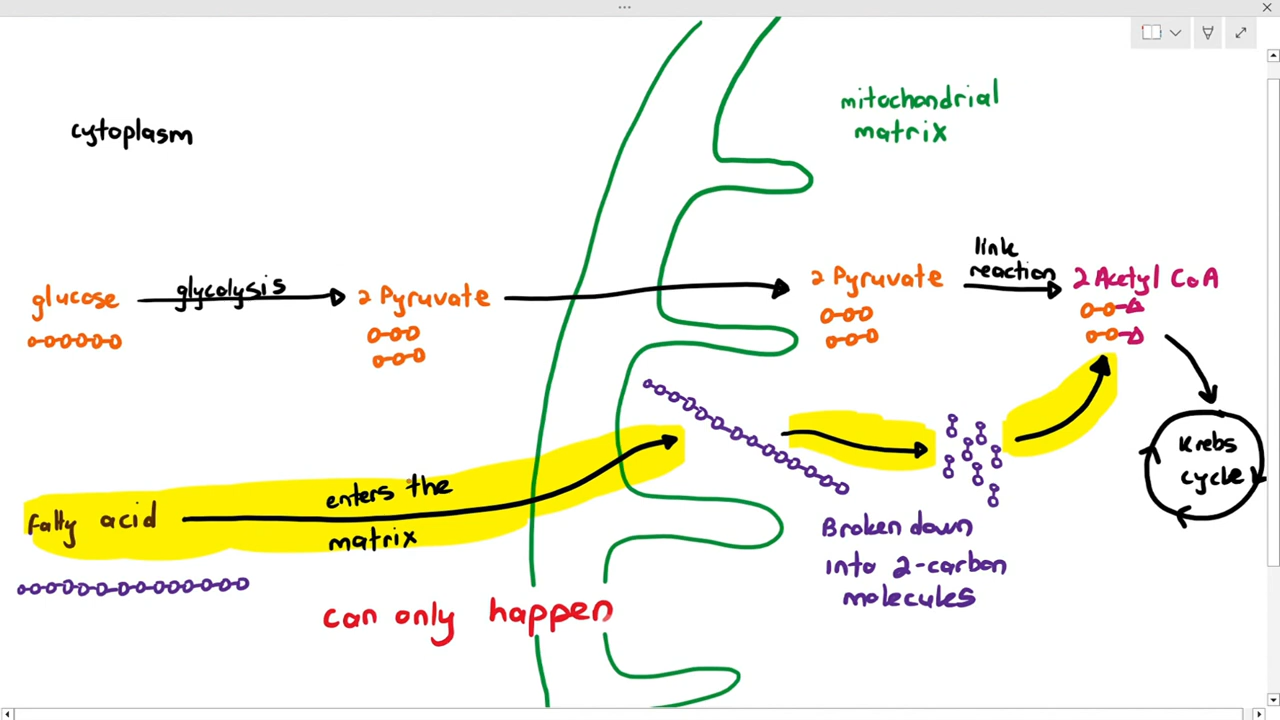 cytoplasm
mitochondrial
matrix
glucose
glycolysis
2 Pyruvate
2 Pyruvate
link
reaction
2 Acetyl CoA
Krebs
cycle
Fatty acid
enters the
matrix
Broken down
into 2-carbon
molecules
can only happen